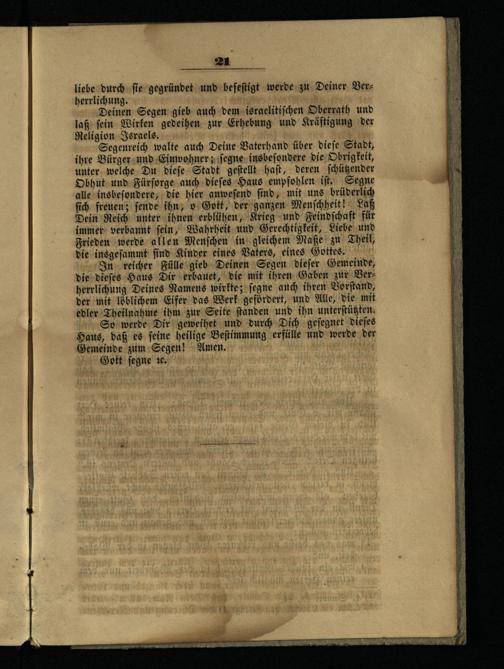 21
liebe durch sie gegründet und befestigt werde zu Deiner Ver-
herrlichung.
Deinen Segen gieb auch dem israelitischen Oberrath und
laß sein Wirken gedeihen zur Erhebung und Kräftigung der
Religion Israels.
Segenreich walte auch Deine Vaterhand über diese Stadt,
ihre Bürger und Einwohner; segne insbesondere die Obrigkeit,
unter welche Du diese Stadt gestellt hast, deren schützender
Obhut und Fürsorge auch dieses Haus empfohlen ist. Segne
alle insbesondere, die hier anwesend sind, mit uns brüderlich
sich freuen; sende ihn, o Gott, der ganzen Menschheit! Laß
Dein Reich unter ihnen erblühen, Krieg und Feindschaft für
immer verbannt sein, Wahrheit und Gerechtigkeit, Liebe und
Frieden werde allen Menschen in gleichem Maße zu Theil,
die insgesammt sind Kinder eines Vaters, eines Gottes.
In reicher Fülle gieb Deinen Segen dieser Gemeinde,
die dieses Haus Dir erbauet, die mit ihren Gaben zur Ver-
herrlichung Deines Namens wirkte; segne auch ihren Vorstand,
der mit löblichem Eifer das Werk gefördert, und Alle, die mit
edler Theilnahme ihm zur Seite standen und ihn unterstützten.
So werde Dir geweihet und durch Dich gesegnet dieses
Haus, daß es seine heilige Bestimmung erfülle und werde der
Gemeinde zum Segen! Amen.
Gott segne ꝛc.